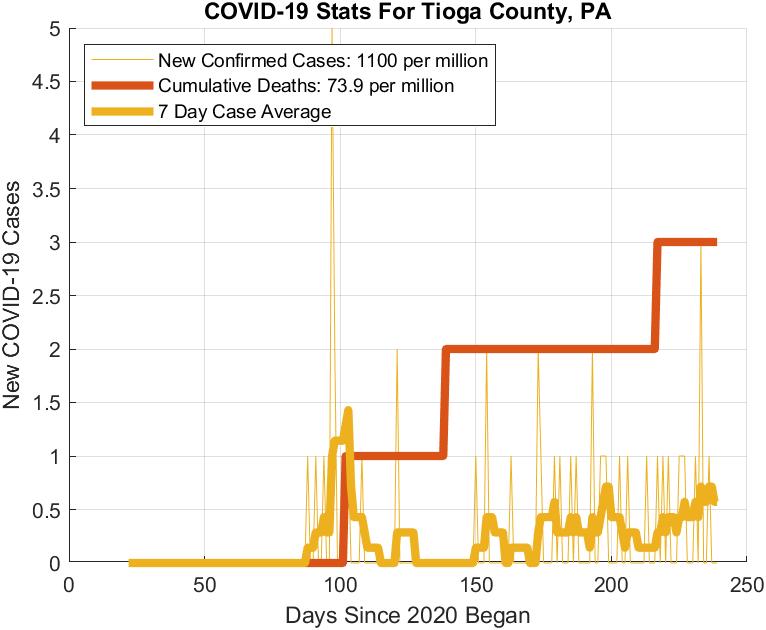 COVID-19 Stats For Tioga County, PA
New Confirmed Cases: 1100 per million
Cumulative Deaths: 73.9 per million
7 Day Case Average
New COVID-19 Cases
5
4.5
4
3.5
3
2.5
2
1.5
1
0.5
0
0 50 100 150 200 250
Days Since 2020 Began